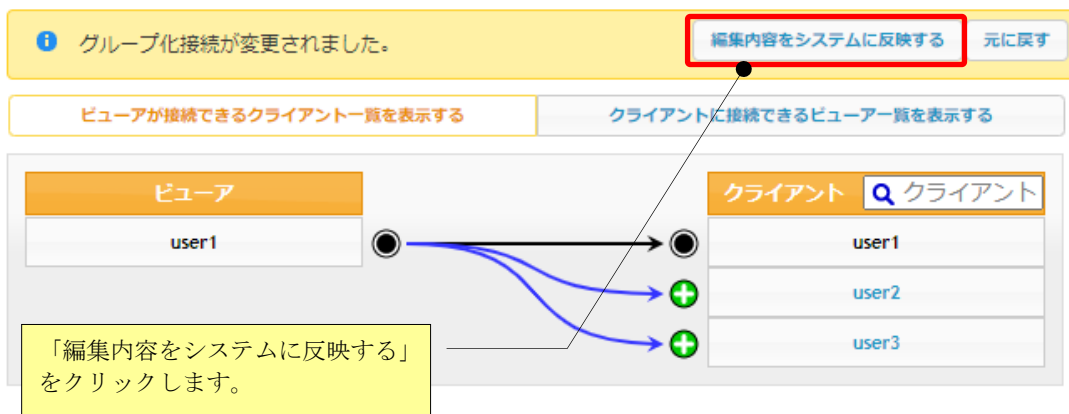 グループ化接続が変更されました。 編集内容をシステムに反映する 元に戻す
ビューアが接続できるクライアント一覧を表示する クライアントに接続できるビューアー覧を表示する
ビューア クライアント クライアント
user1 user1
user2
user3
「編集内容をシステムに反映する」
をクリックします。